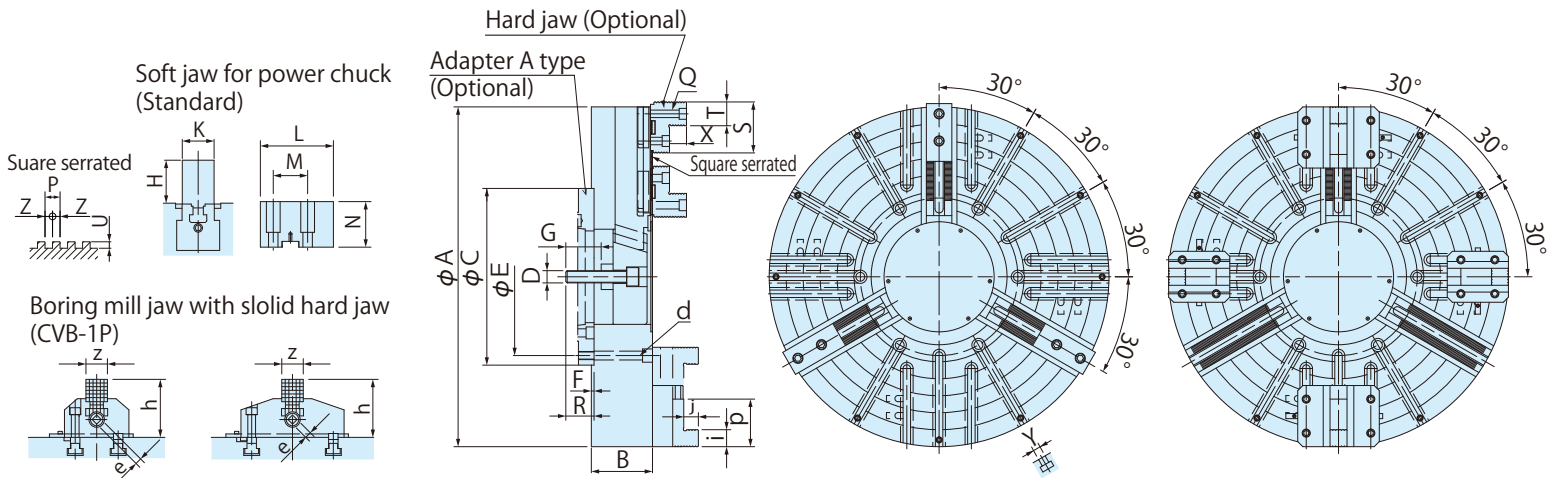 Hard jaw (Optional)
Adapter A type
(Optional)
Soft jaw for power chuck
(Standard)
K
L
M
H
N
Suare serrated
P
Z
Z
U
Boring mill jaw with slolid hard jaw
(CVB-1P)
z
h
e
z
h
e
Q
T
S
X
Square serrated
G
D
φA
φC
φE
d
F
R
B
j
i
p
30°
30°
30°
30°
Y
30°
30°
30°